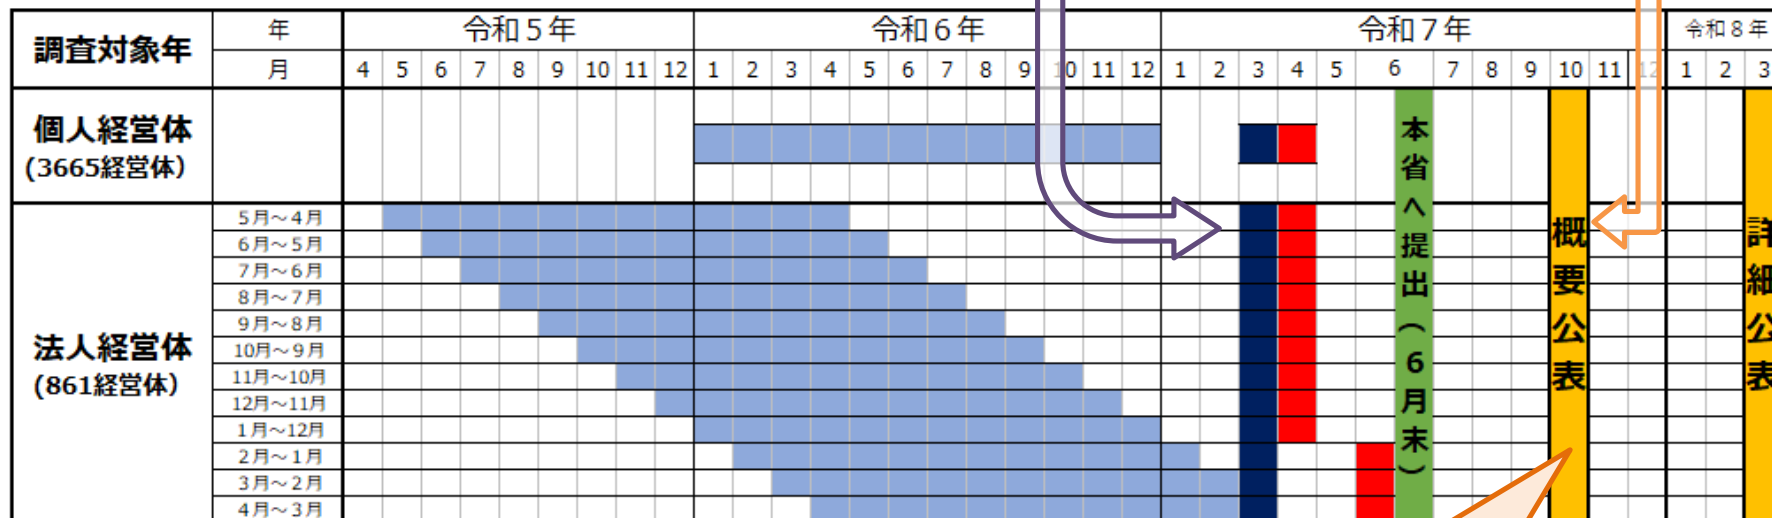 調査対象年 年 令和5年 令和6年 令和7年 令和8年
月 4 5 6 7 8 9 10 11 12 1 2 3 4 5 6 7 8 9 10 11 12 1 2 3 4 5 6 7 8 9 10 11 12 1 2 3
個人経営体
(3665経営体)
法人経営体
(861経営体)
5月~4月
6月~5月
7月~6月
8月~7月
9月~8月
10月~9月
11月~10月
12月~11月
1月~12月
2月~1月
3月~2月
4月~3月
本省へ提出(6月末)
概要公表
詳細公表